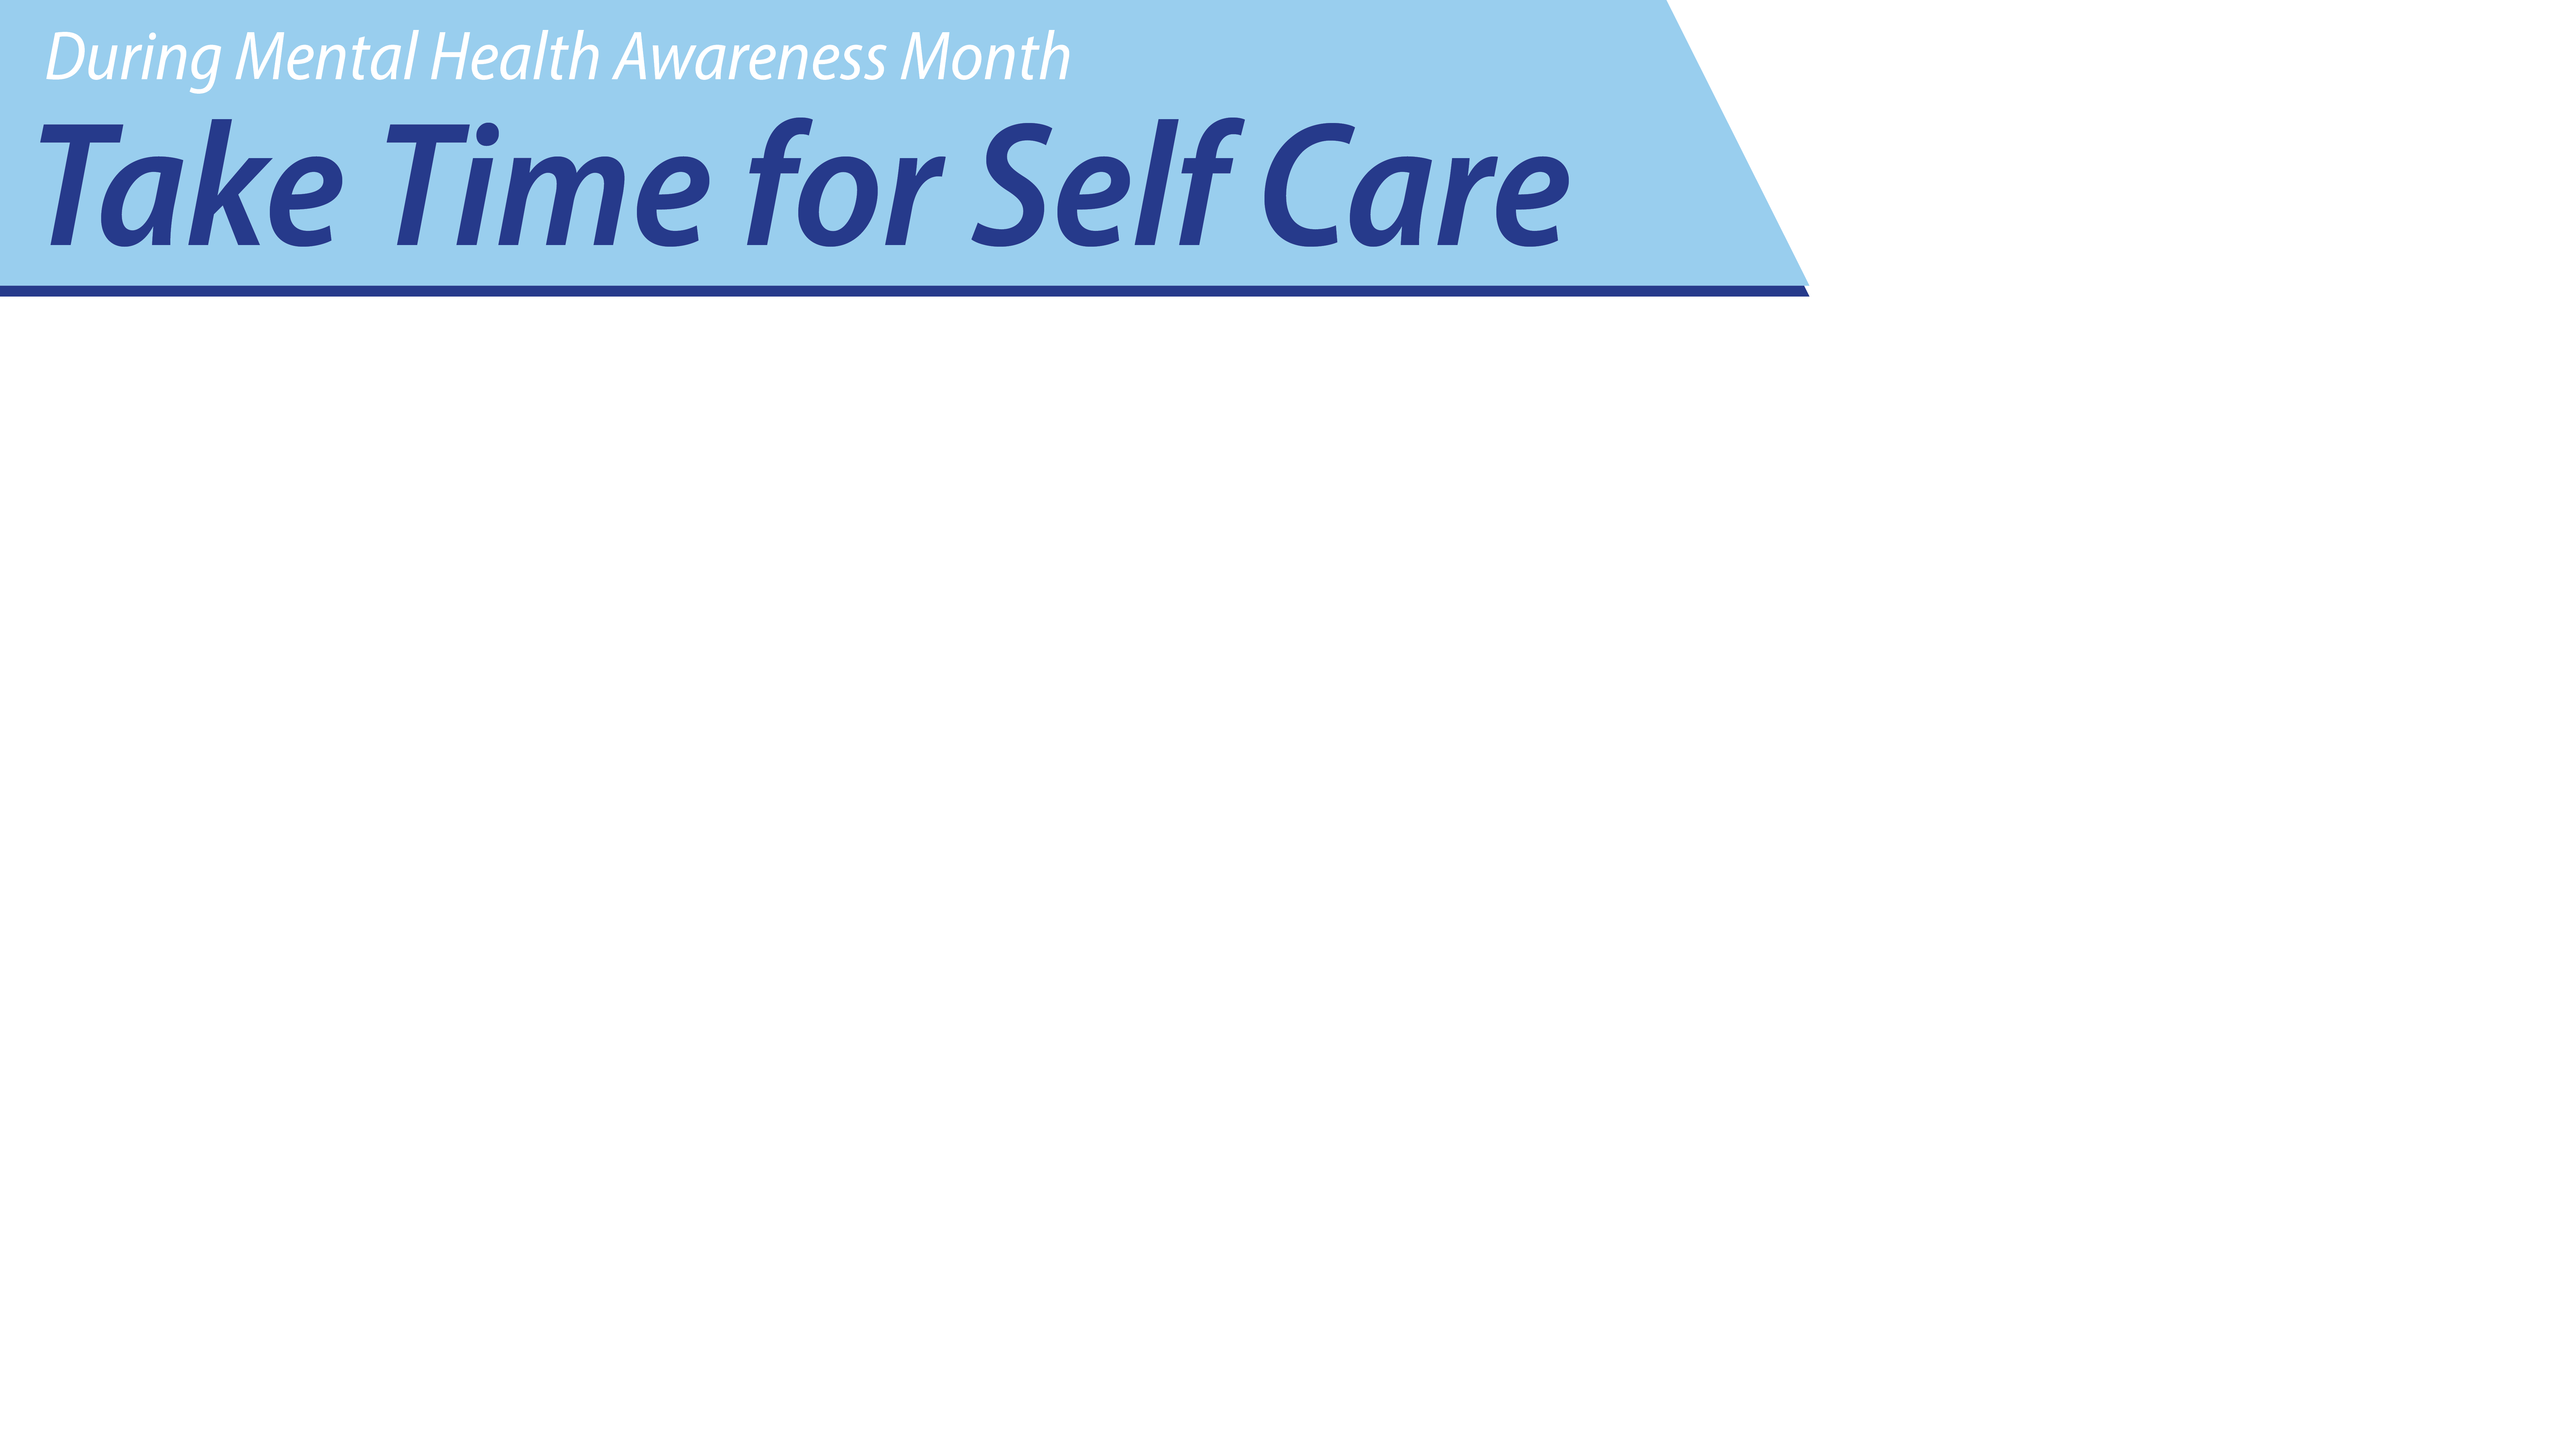 During Mental Health Awareness Month
Take Time for Self Care